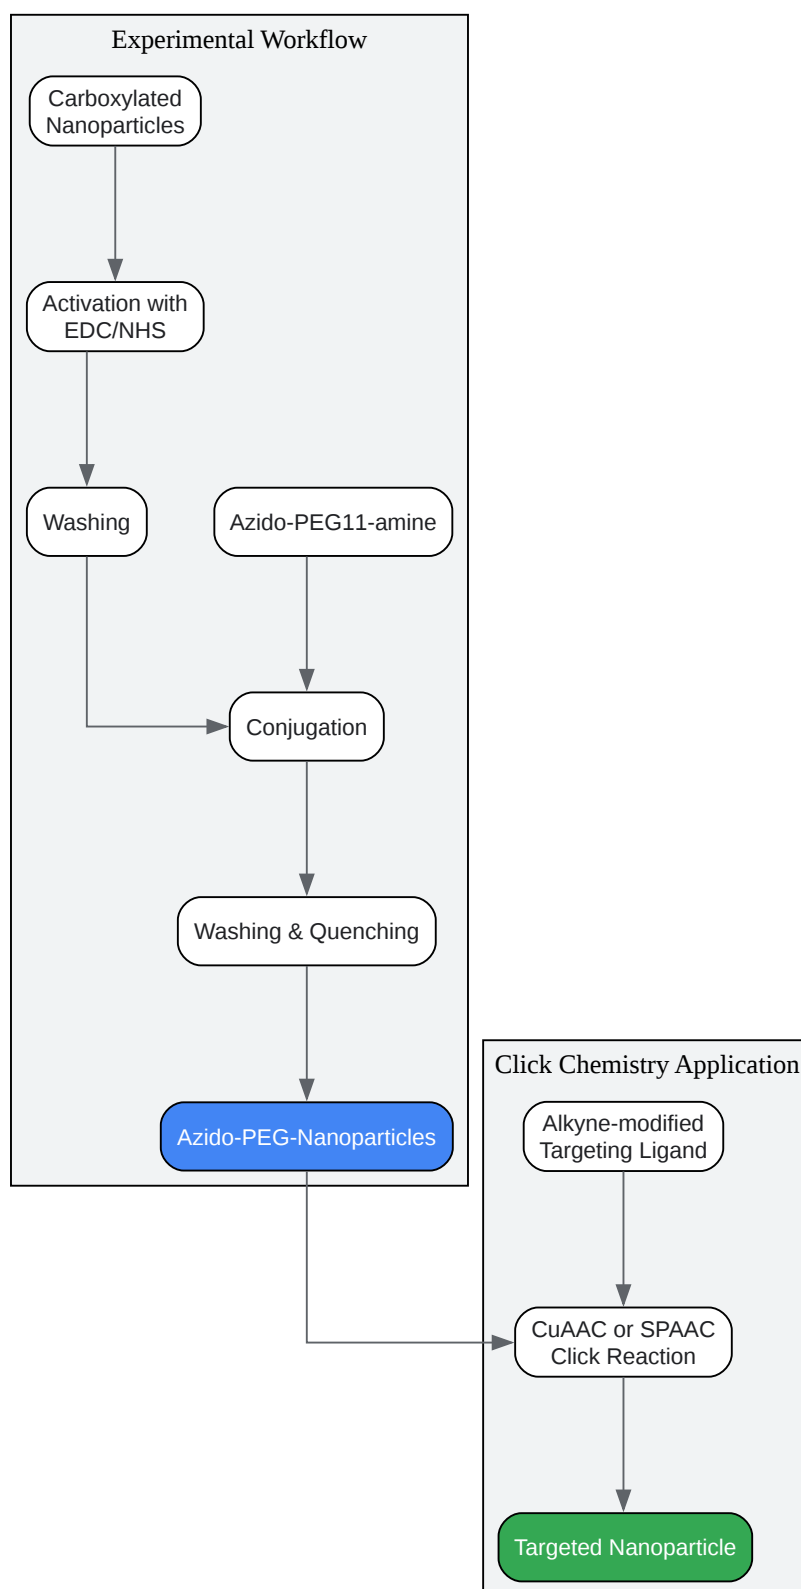 Experimental Workflow
Carboxylated
Nanoparticles
Activation with
EDC/NHS
Washing
Azido-PEG11-amine
Conjugation
Washing & Quenching
Azido-PEG-Nanoparticles
Click Chemistry Application
Alkyne-modified
Targeting Ligand
CuAAC or SPAAC
Click Reaction
Targeted Nanoparticle